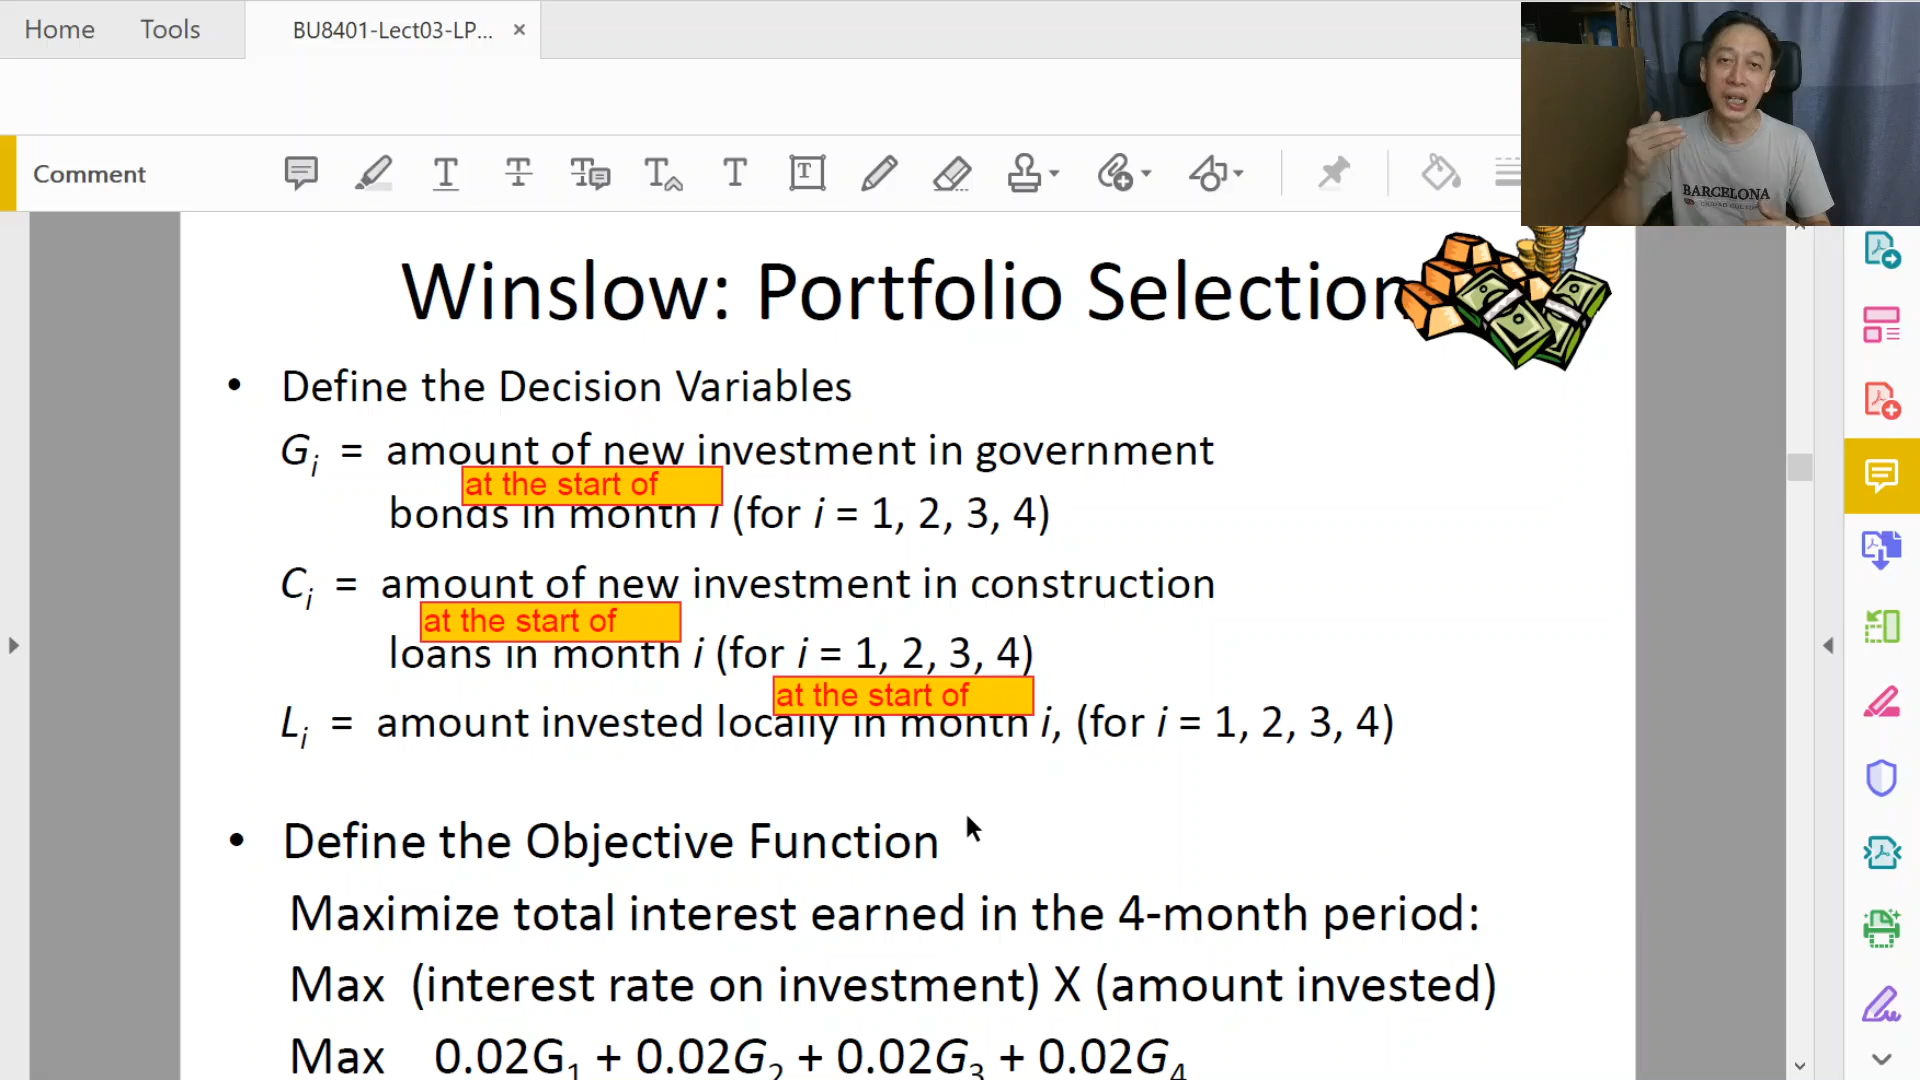 Home
Tools
BU8401-Lect03-LP...
Comment
BARCELONA
Winslow: Portfolio Selection
• Define the Decision Variables
Gi = amount of new investment in government
at the start of
bonds in month i (for i = 1, 2, 3, 4)
Ci = amount of new investment in construction
at the start of
loans in month i (for i = 1, 2, 3, 4)
at the start of
Li = amount invested locally in month i, (for i = 1, 2, 3, 4)
• Define the Objective Function
Maximize total interest earned in the 4-month period:
Max (interest rate on investment) X (amount invested)
Max 0.02G1 + 0.02G2 + 0.02G3 + 0.02G4